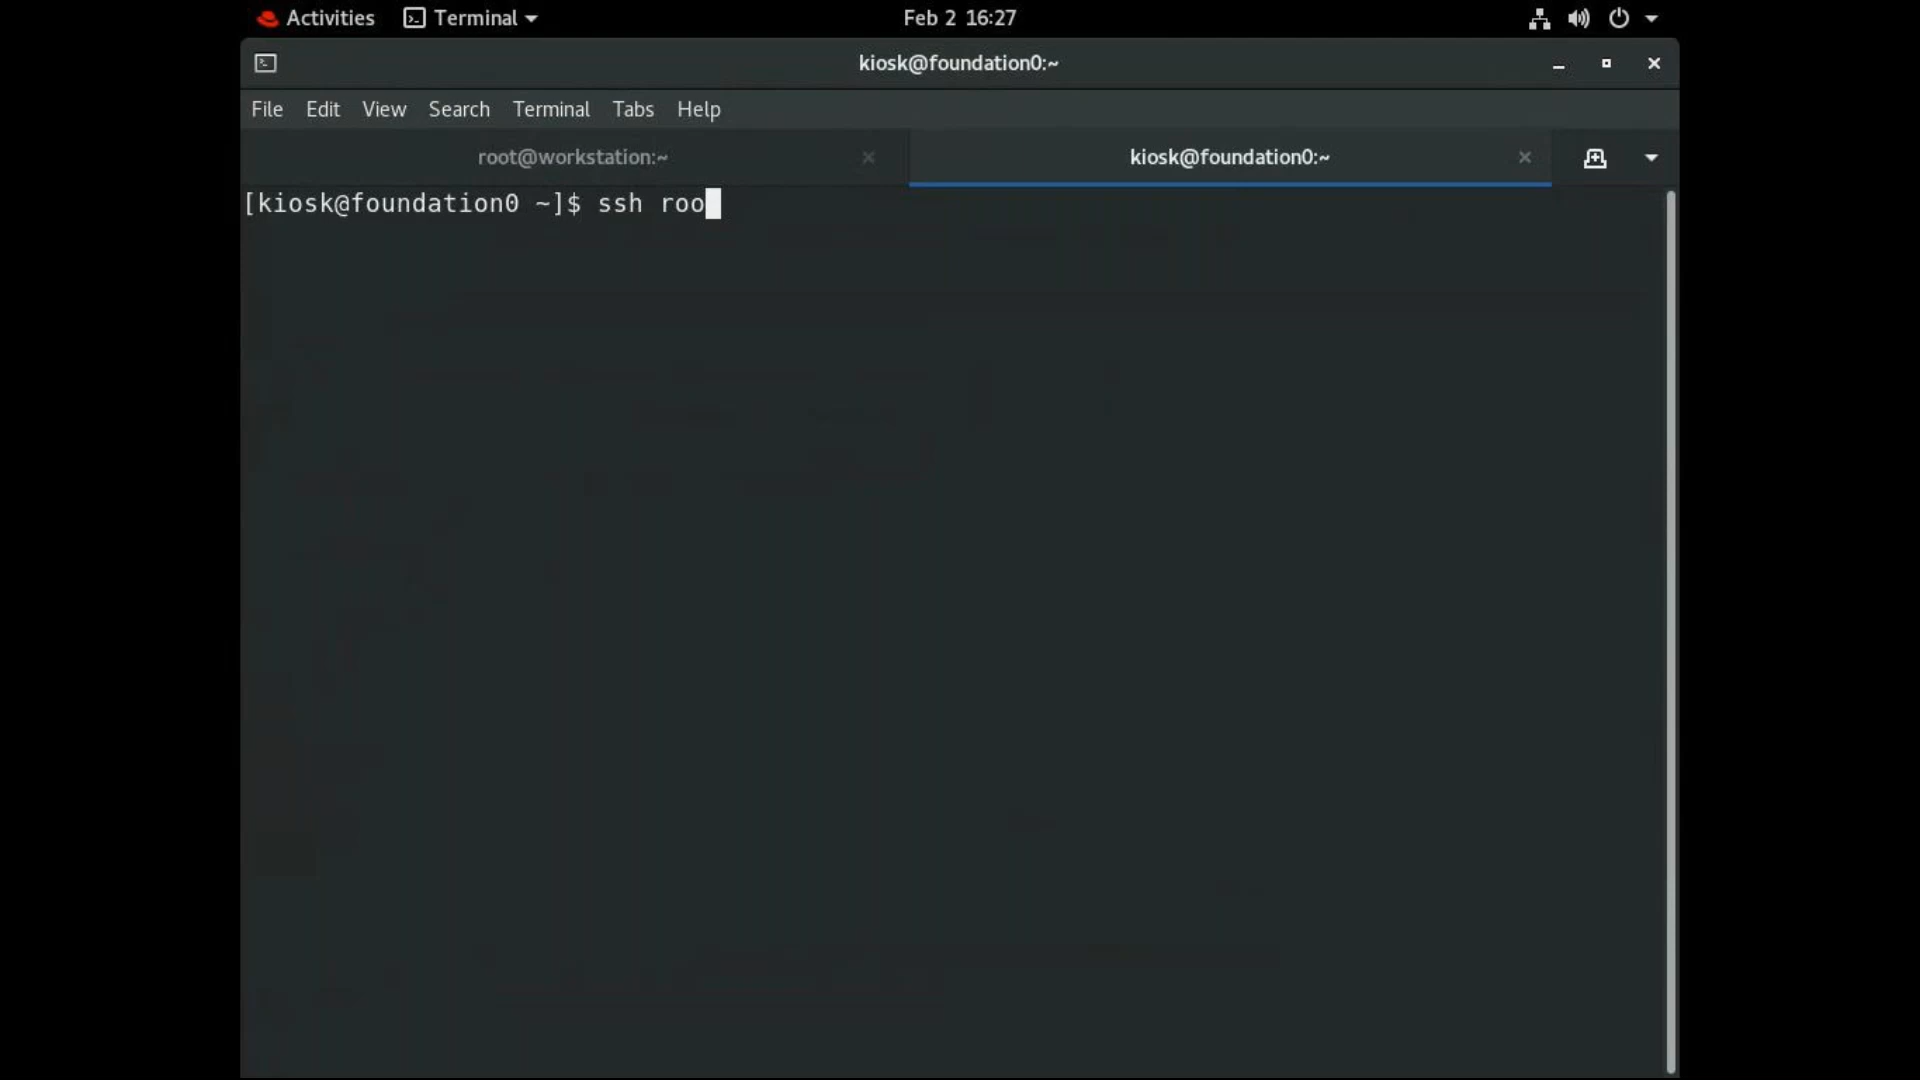 Activities Terminal Feb 2 16:27
kiosk@foundation0:~
File Edit View Search Terminal Tabs Help
root@workstation:~ kiosk@foundation0:~
[kiosk@foundation0 ~]$ ssh roo